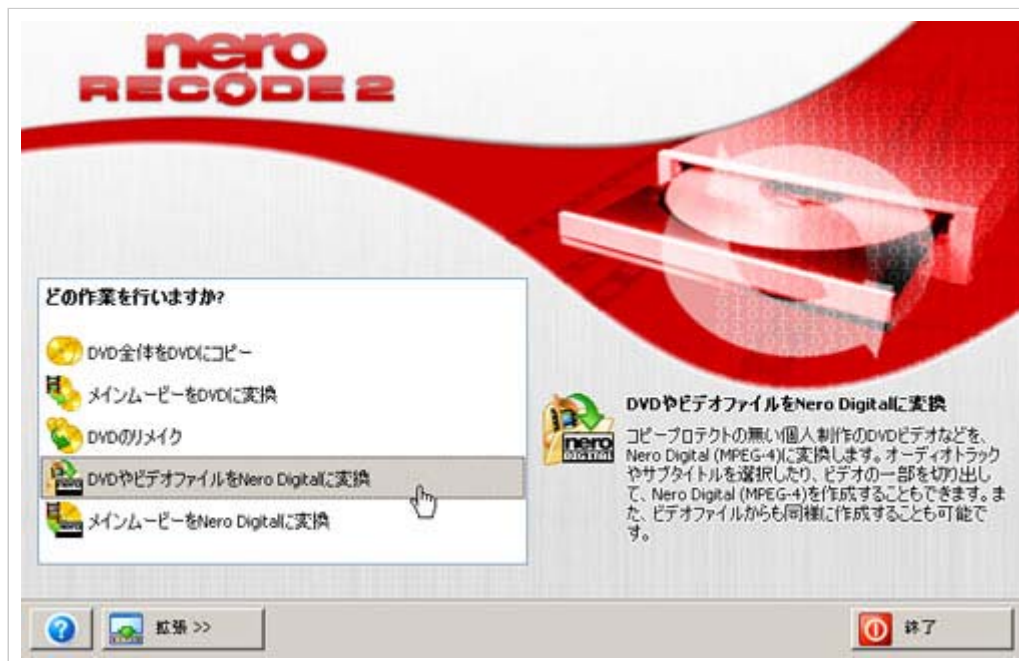 nero
RECODE 2
どの作業を行いますか?
DVD全体をDVDにコピー
メインムービーをDVDに変換
DVDのリメイク
DVDやビデオファイルをNero Digitalに変換
メインムービーをNero Digitalに変換
DVDやビデオファイルをNero Digitalに変換
コピープロテクトの無い個人制作のDVDビデオなどを、
Nero Digital (MPEG-4)に変換します。オーディオトラック
やサブタイトルを選択したり、ビデオの一部を切り出し
て、Nero Digital (MPEG-4)を作成することもできます。ま
た、ビデオファイルからも同様に作成することも可能で
す。
nero
DIGITAL
? 拡張 >>
終了